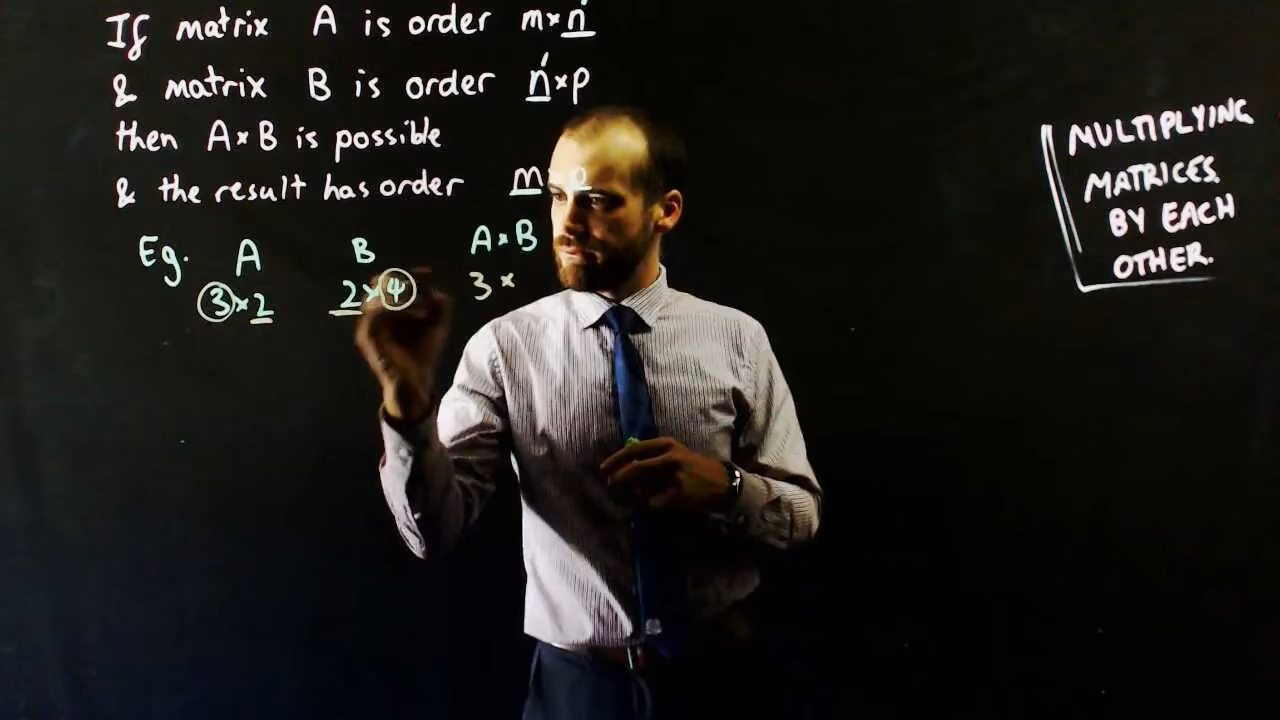 If matrix A is order m×n
& matrix B is order n×p
then A×B is possible
& the result has order m p
Eg. A B A×B
3×2 2×4 3×
MULTIPLYING
MATRICES
BY EACH
OTHER.